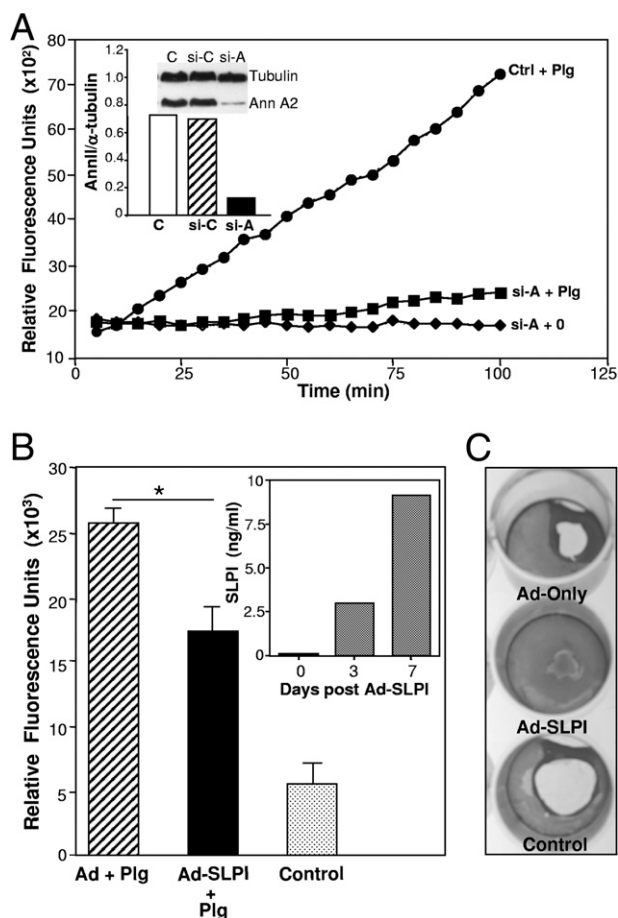 A
Relative Fluorescence Units (x10²)
80
70
60
50
40
30
20
10
0
25
50
75
100
125
Time (min)
Ctrl + Plg
si-A + Plg
si-A + 0
AnnII/α-tubulin
1.2
1.0
0.8
0.6
0.4
0.2
0
C si-C si-A
Tubulin
Ann A2
C si-C si-A
B
Relative Fluorescence Units (x10³)
30
25
20
15
10
5
0
*
Ad + Plg
Ad-SLPI
+
Plg
Control
SLPI (ng/ml)
10
7.5
5.0
2.5
0
0 3 7
Days post Ad-SLPI
C
Ad-Only
Ad-SLPI
Control